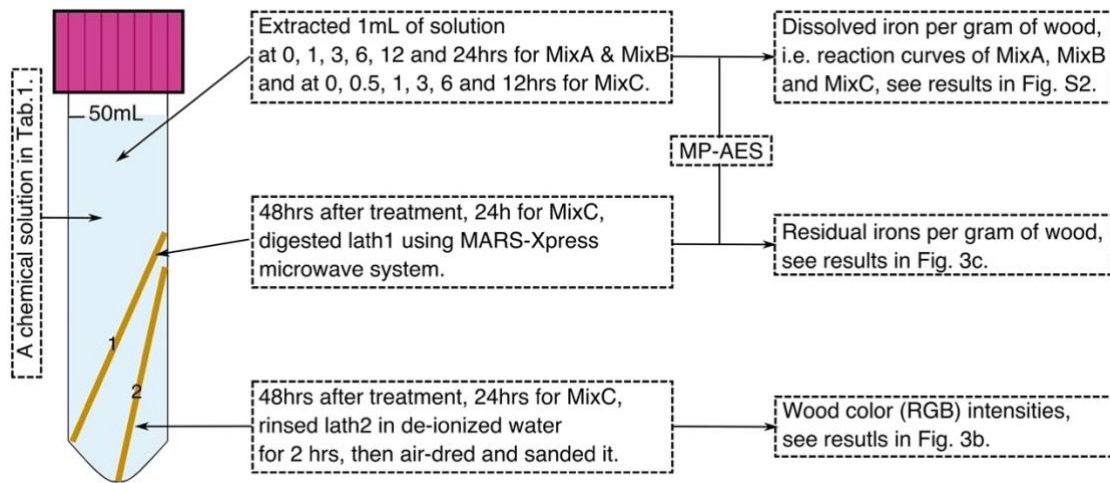 A chemical solution in Tab.1.
50mL
1
2
Extracted 1mL of solution
at 0, 1, 3, 6, 12 and 24hrs for MixA & MixB
and at 0, 0.5, 1, 3, 6 and 12hrs for MixC.
Dissolved iron per gram of wood,
i.e. reaction curves of MixA, MixB
and MixC, see results in Fig. S2.
MP-AES
48hrs after treatment, 24h for MixC,
digested lath1 using MARS-Xpress
microwave system.
Residual irons per gram of wood,
see results in Fig. 3c.
48hrs after treatment, 24hrs for MixC,
rinsed lath2 in de-ionized water
for 2 hrs, then air-dred and sanded it.
Wood color (RGB) intensities,
see resutls in Fig. 3b.